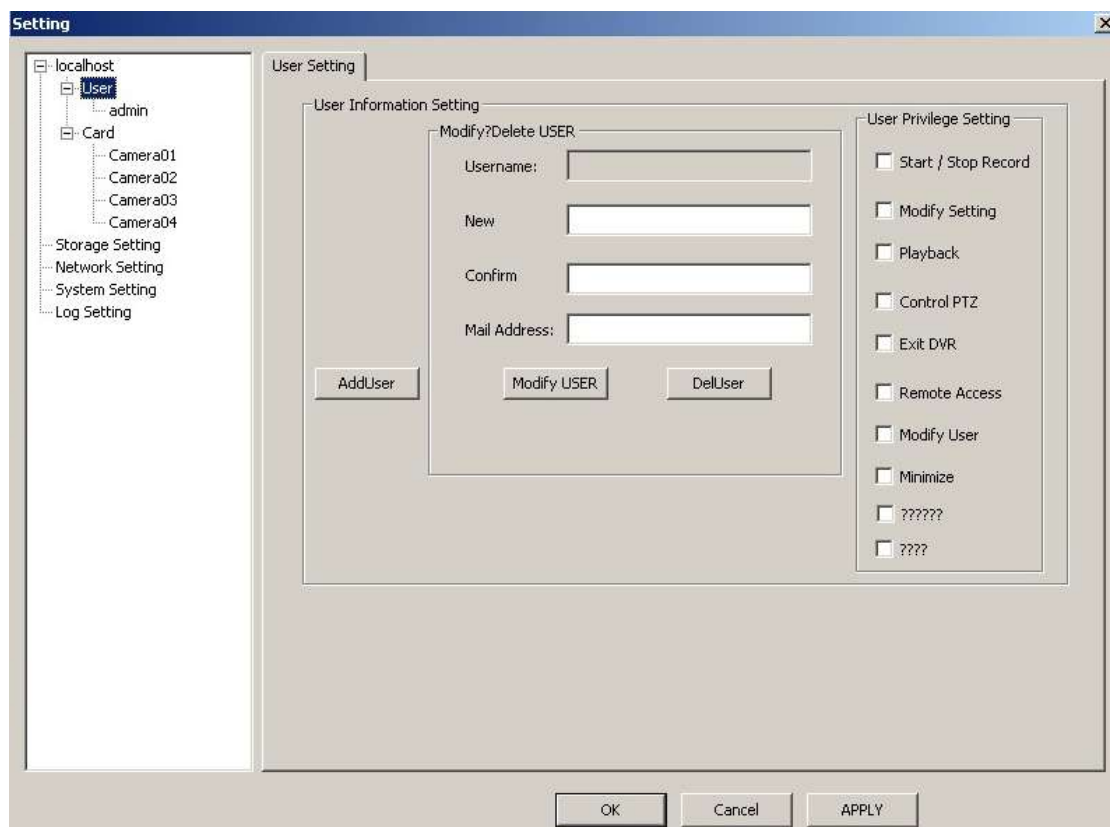 Setting
localhost
User
admin
Card
Camera01
Camera02
Camera03
Camera04
Storage Setting
Network Setting
System Setting
Log Setting
User Setting
User Information Setting
Modify?Delete USER
Username:
New
Confirm
Mail Address:
AddUser
Modify USER
DelUser
User Privilege Setting
Start / Stop Record
Modify Setting
Playback
Control PTZ
Exit DVR
Remote Access
Modify User
Minimize
??????
????
OK
Cancel
APPLY